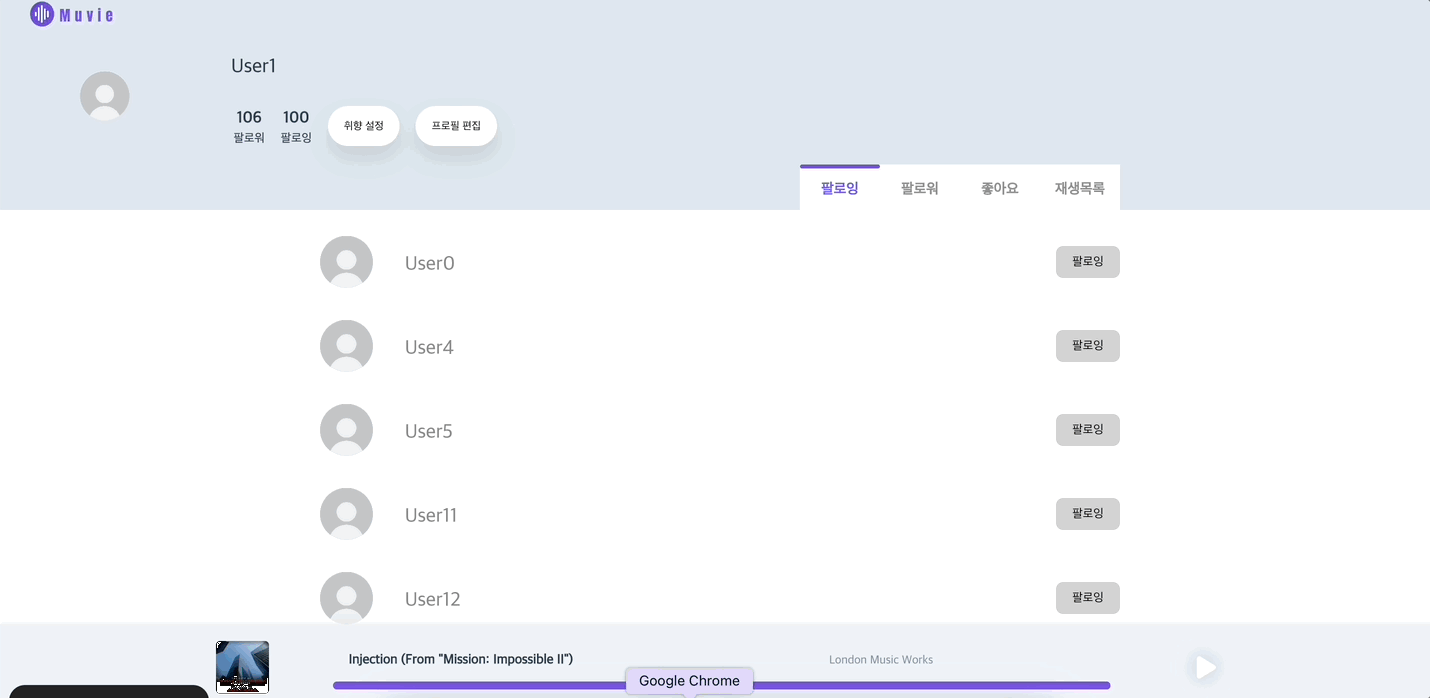 Muvie
User1
106 100
팔로워 팔로잉 취향 설정 프로필 편집
팔로잉 팔로워 좋아요 재생목록
User0 팔로잉
User4 팔로잉
User5 팔로잉
User11 팔로잉
User12 팔로잉
Injection (From "Mission: Impossible II") London Music Works
Google Chrome